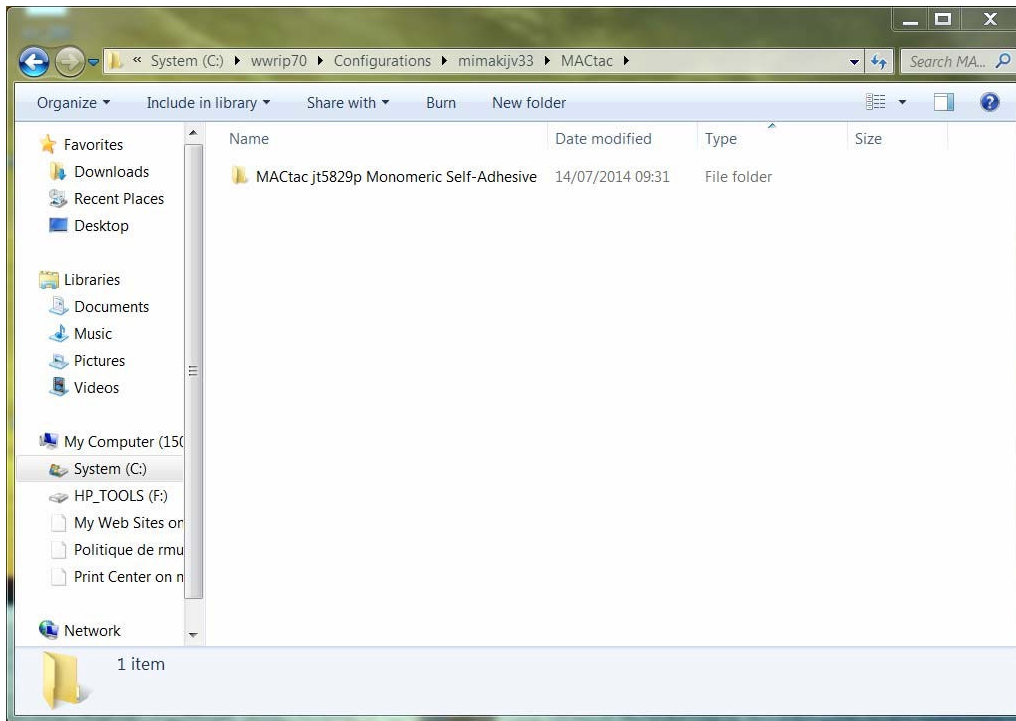 « System (C:) ▸ wwrip70 ▸ Configurations ▸ mimakijv33 ▸ MACtac ▸
Search MA...
Organize Include in library Share with Burn New folder
Name Date modified Type Size
MACtac jt5829p Monomeric Self-Adhesive 14/07/2014 09:31 File folder
Favorites
Downloads
Recent Places
Desktop
Libraries
Documents
Music
Pictures
Videos
My Computer (150
System (C:)
HP_TOOLS (F:)
My Web Sites on
Politique de rmu
Print Center on m
Network
1 item